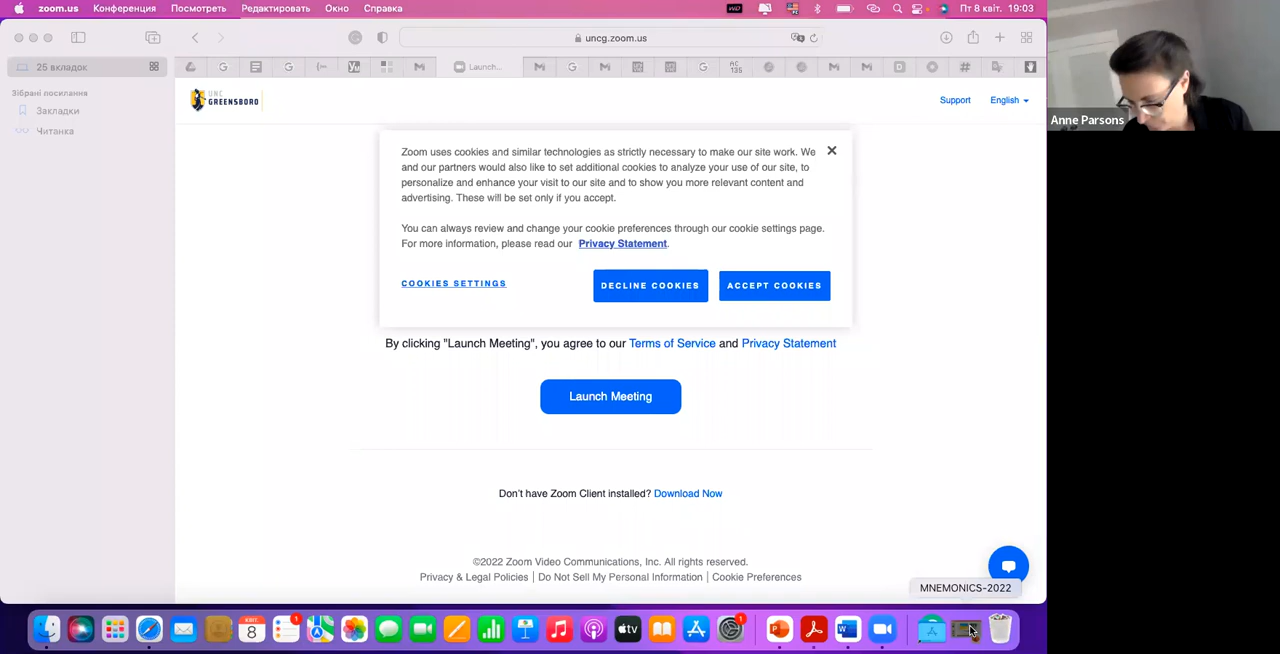 zoom.us Конференция Посмотреть Редактировать Окно Справка Пт 8 квіт. 19:03
uncg.zoom.us
25 вкладок
Launch...
AC
135
Зібрані посилання
Закладки
Читанка
UNC
GREENSBORO
Support English
Zoom uses cookies and similar technologies as strictly necessary to make our site work. We
and our partners would also like to set additional cookies to analyze your use of our site, to
personalize and enhance your visit to our site and to show you more relevant content and
advertising. These will be set only if you accept.
You can always review and change your cookie preferences through our cookie settings page.
For more information, please read our Privacy Statement.
COOKIES SETTINGS DECLINE COOKIES ACCEPT COOKIES
By clicking "Launch Meeting", you agree to our Terms of Service and Privacy Statement
Launch Meeting
Don't have Zoom Client installed? Download Now
©2022 Zoom Video Communications, Inc. All rights reserved.
Privacy & Legal Policies | Do Not Sell My Personal Information | Cookie Preferences
MNEMONICS-2022
8
1
tv
1
Anne Parsons